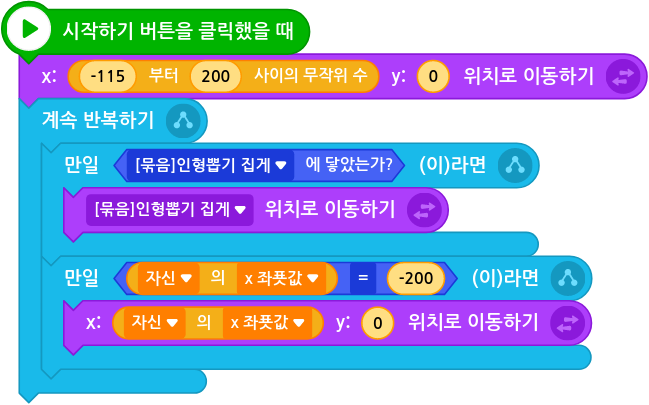 시작하기 버튼을 클릭했을 때
x: -115 부터 200 사이의 무작위 수 y: 0 위치로 이동하기
계속 반복하기
만일 [묶음]인형뽑기 집게 에 닿았는가? (이)라면
[묶음]인형뽑기 집게 위치로 이동하기
만일 자신 의 x 좌푯값 = -200 (이)라면
x: 자신 의 x 좌푯값 y: 0 위치로 이동하기